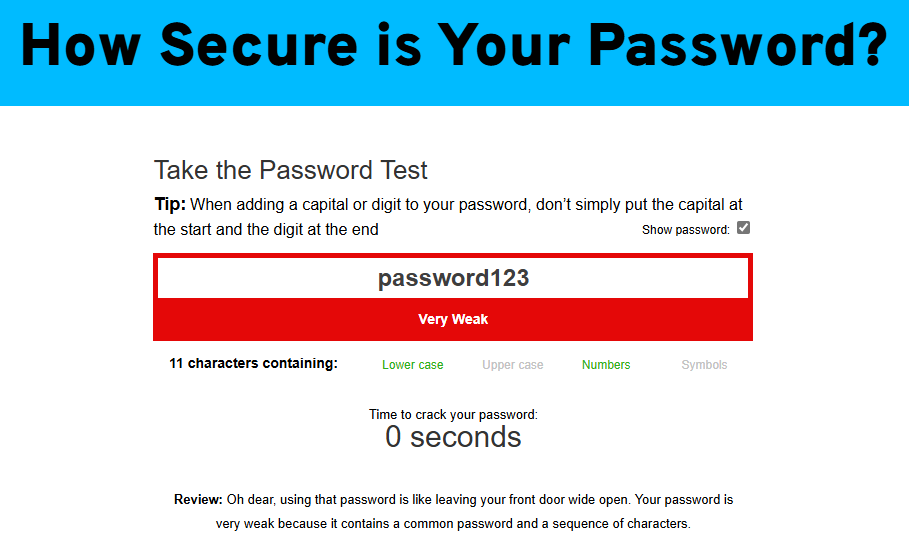 How Secure is Your Password?
Take the Password Test
Tip: When adding a capital or digit to your password, don’t simply put the capital at
the start and the digit at the end
Show password:
password123
Very Weak
11 characters containing: Lower case Upper case Numbers Symbols
Time to crack your password:
0 seconds
Review: Oh dear, using that password is like leaving your front door wide open. Your password is
very weak because it contains a common password and a sequence of characters.